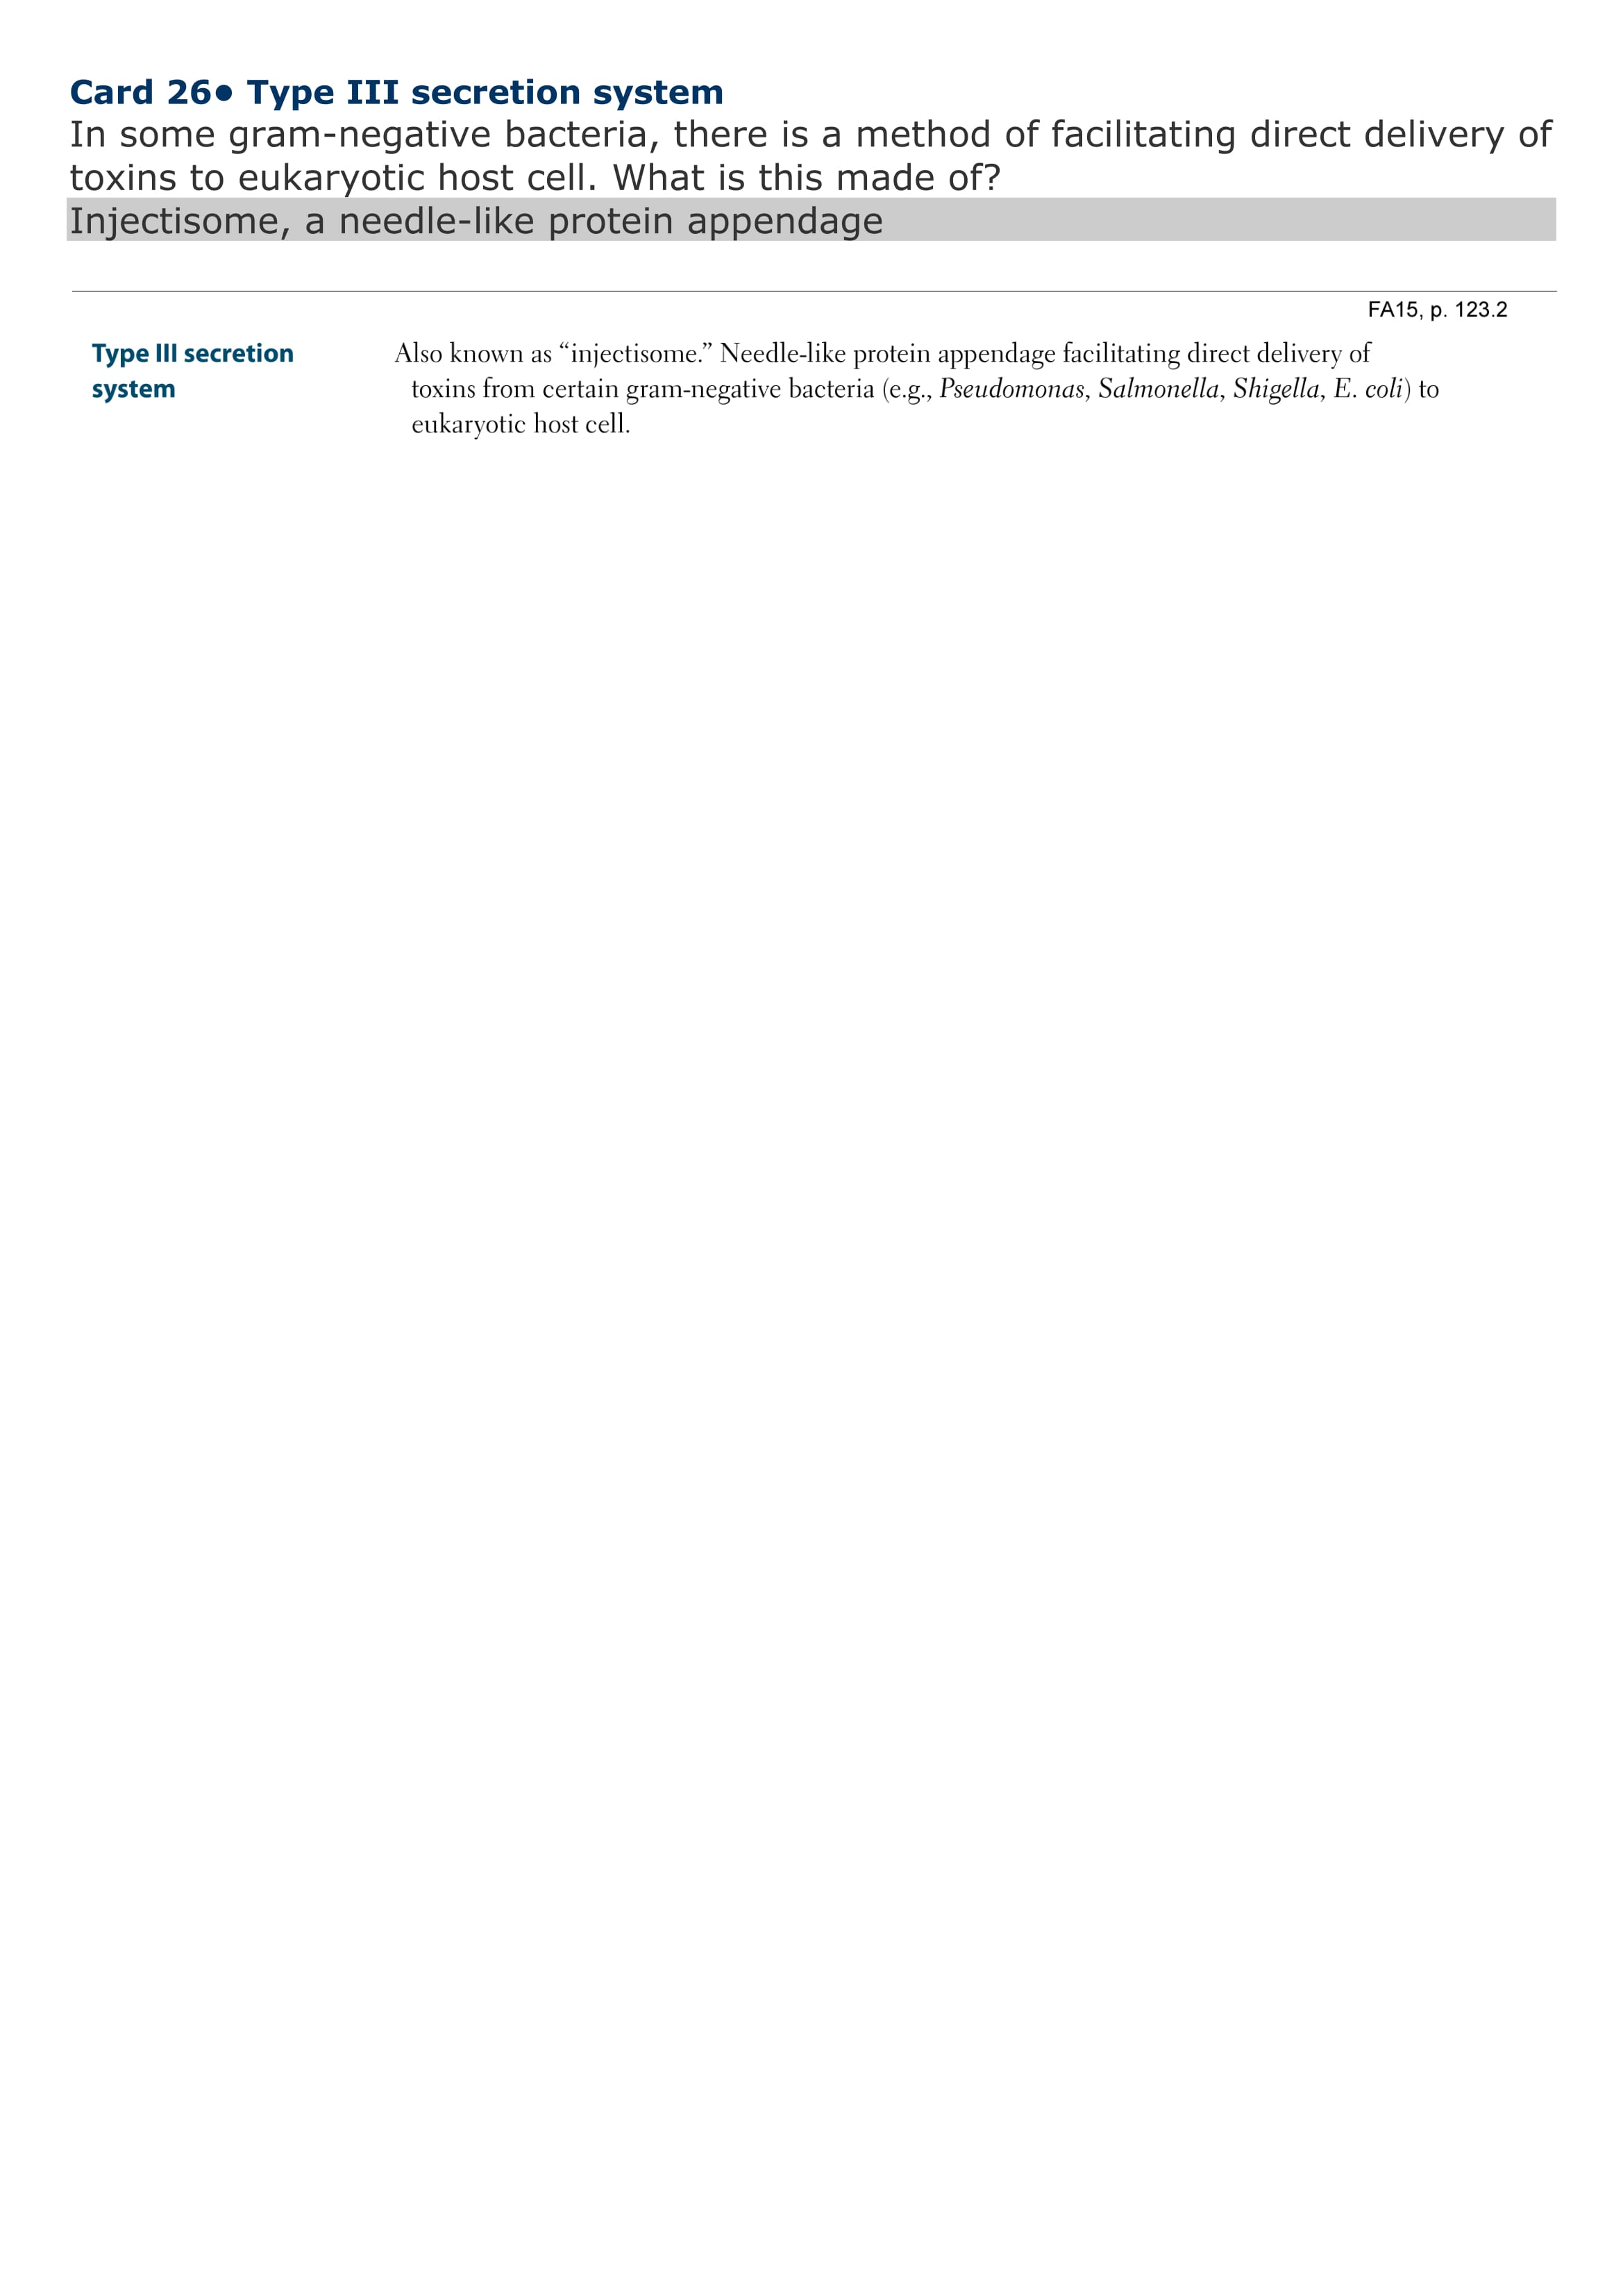 Card 26● Type III secretion system
In some gram-negative bacteria, there is a method of facilitating direct delivery of
toxins to eukaryotic host cell. What is this made of?
Injectisome, a needle-like protein appendage
FA15, p. 123.2
Type III secretion
system
Also known as “injectisome.” Needle-like protein appendage facilitating direct delivery of
toxins from certain gram-negative bacteria (e.g., Pseudomonas, Salmonella, Shigella, E. coli) to
eukaryotic host cell.